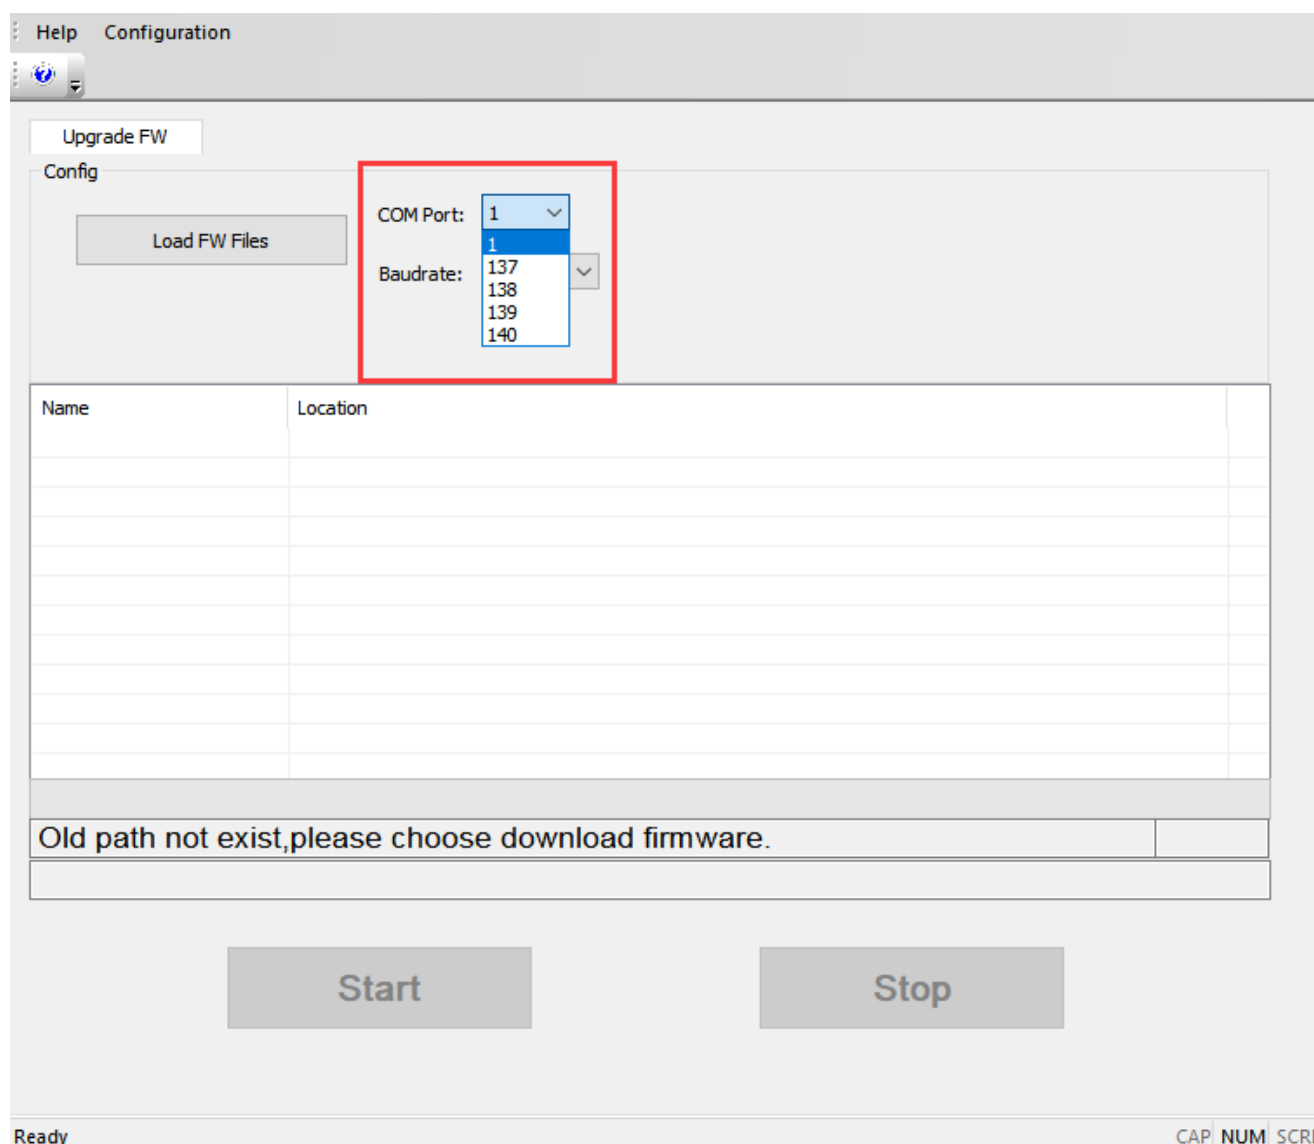 Help Configuration
Upgrade FW
Config
Load FW Files
COM Port: 1
1
Baudrate:
137
138
139
140
Name Location
Old path not exist,please choose download firmware.
Start Stop
Ready CAP NUM SCR